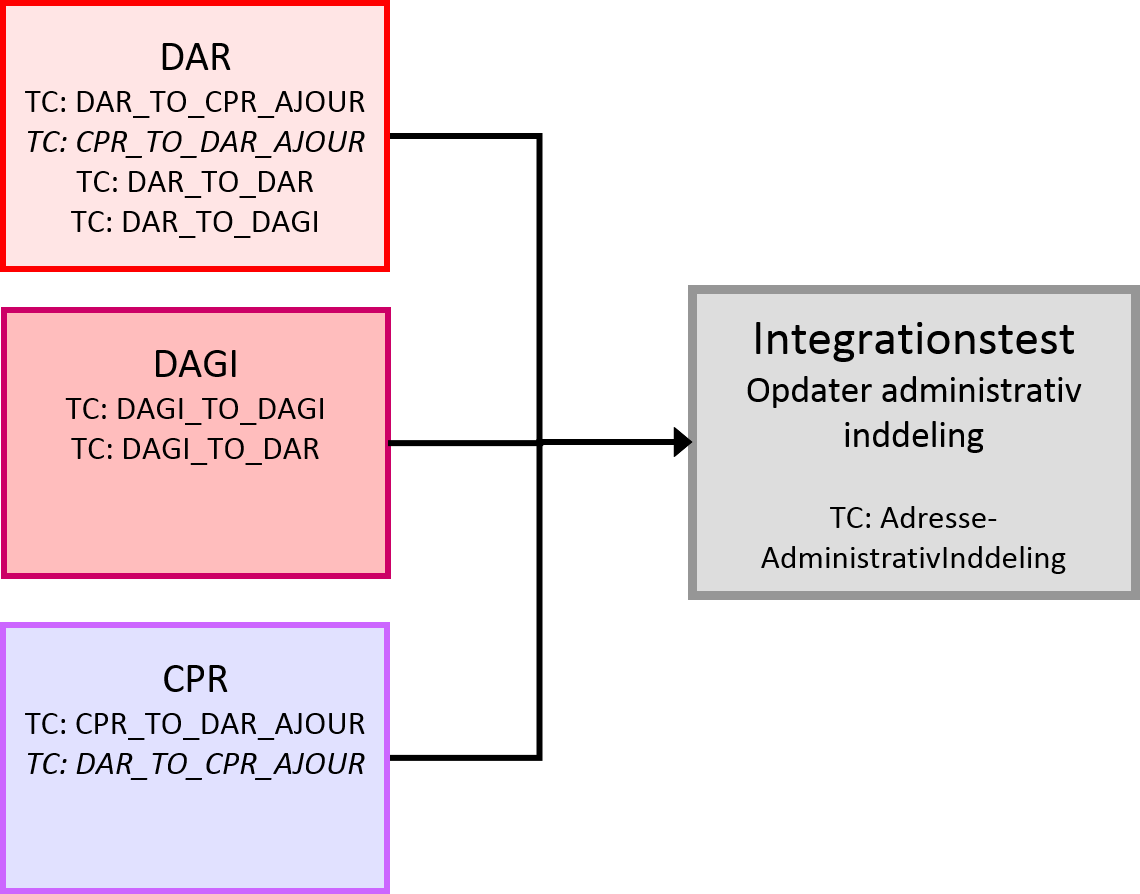 DAR
TC: DAR_TO_CPR_AJOUR
TC: CPR_TO_DAR_AJOUR
TC: DAR_TO_DAR
TC: DAR_TO_DAGI
DAGI
TC: DAGI_TO_DAGI
TC: DAGI_TO_DAR
CPR
TC: CPR_TO_DAR_AJOUR
TC: DAR_TO_CPR_AJOUR
Integrationstest
Opdater administrativ
inddeling
TC: Adresse-
AdministrativInddeling